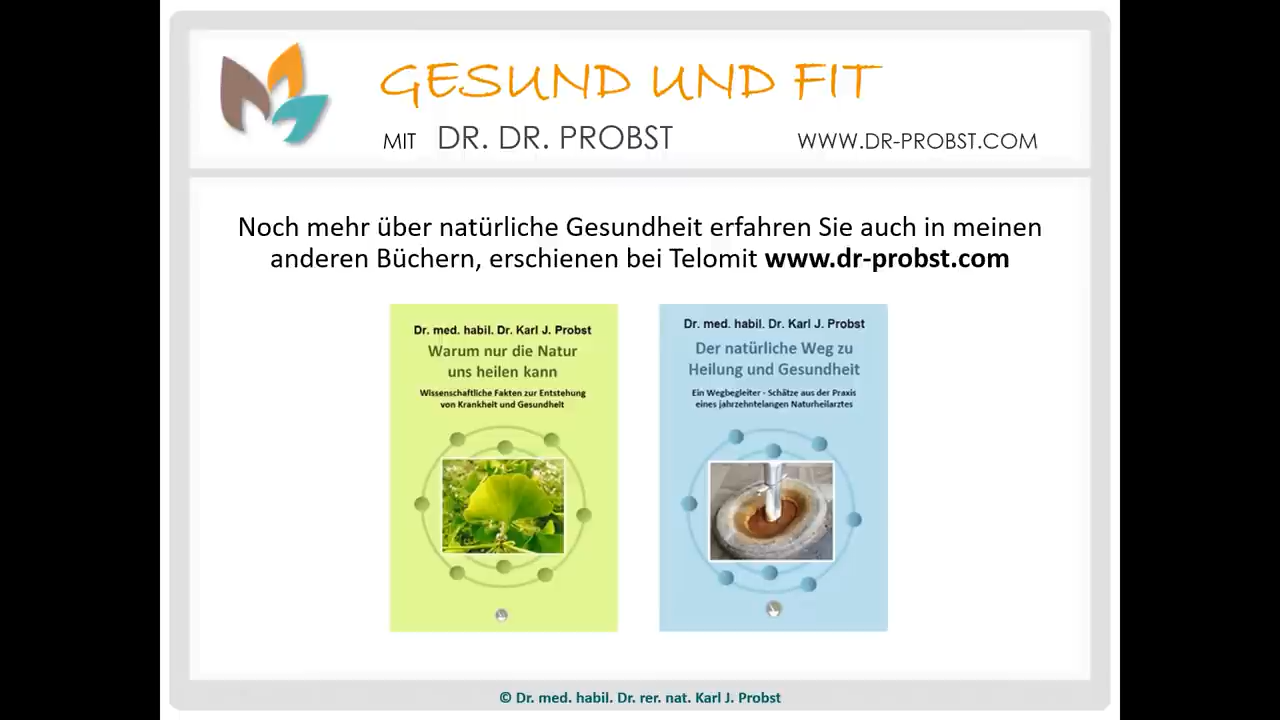 GESUND UND FIT
MIT DR. DR. PROBST WWW.DR-PROBST.COM
Noch mehr über natürliche Gesundheit erfahren Sie auch in meinen
anderen Büchern, erschienen bei Telomit www.dr-probst.com
Dr. med. habil. Dr. Karl J. Probst
Warum nur die Natur
uns heilen kann
Wissenschaftliche Fakten zur Entstehung
von Krankheit und Gesundheit
Dr. med. habil. Dr. Karl J. Probst
Der natürliche Weg zu
Heilung und Gesundheit
Ein Wegbegleiter - Schätze aus der Praxis
eines jahrzehntelangen Naturheilarztes
© Dr. med. habil. Dr. rer. nat. Karl J. Probst